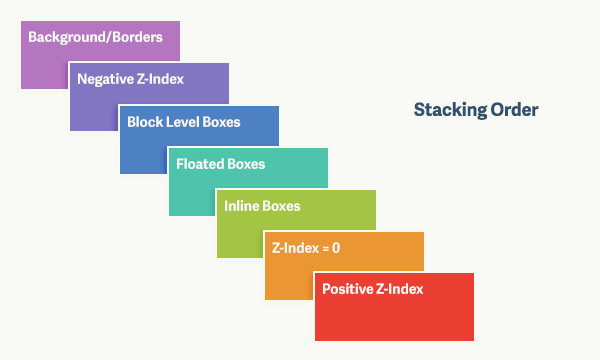 Background/Borders
Negative Z-Index
Stacking Order
Block Level Boxes
Floated Boxes
Inline Boxes
Z-Index = 0
Positive Z-Index